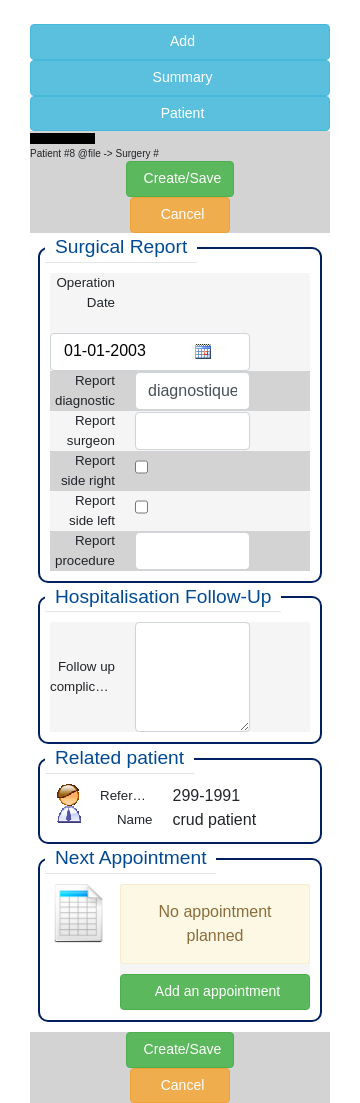 Add
Summary
Patient
Patient #8 @file -> Surgery #
Create/Save
Cancel
Surgical Report
Operation
Date
01-01-2003
Report
diagnostic
diagnostique
Report
surgeon
Report
side right
Report
side left
Report
procedure
Hospitalisation Follow-Up
Follow up
complic…
Related patient
Refer… 299-1991
Name crud patient
Next Appointment
No appointment
planned
Add an appointment
Create/Save
Cancel